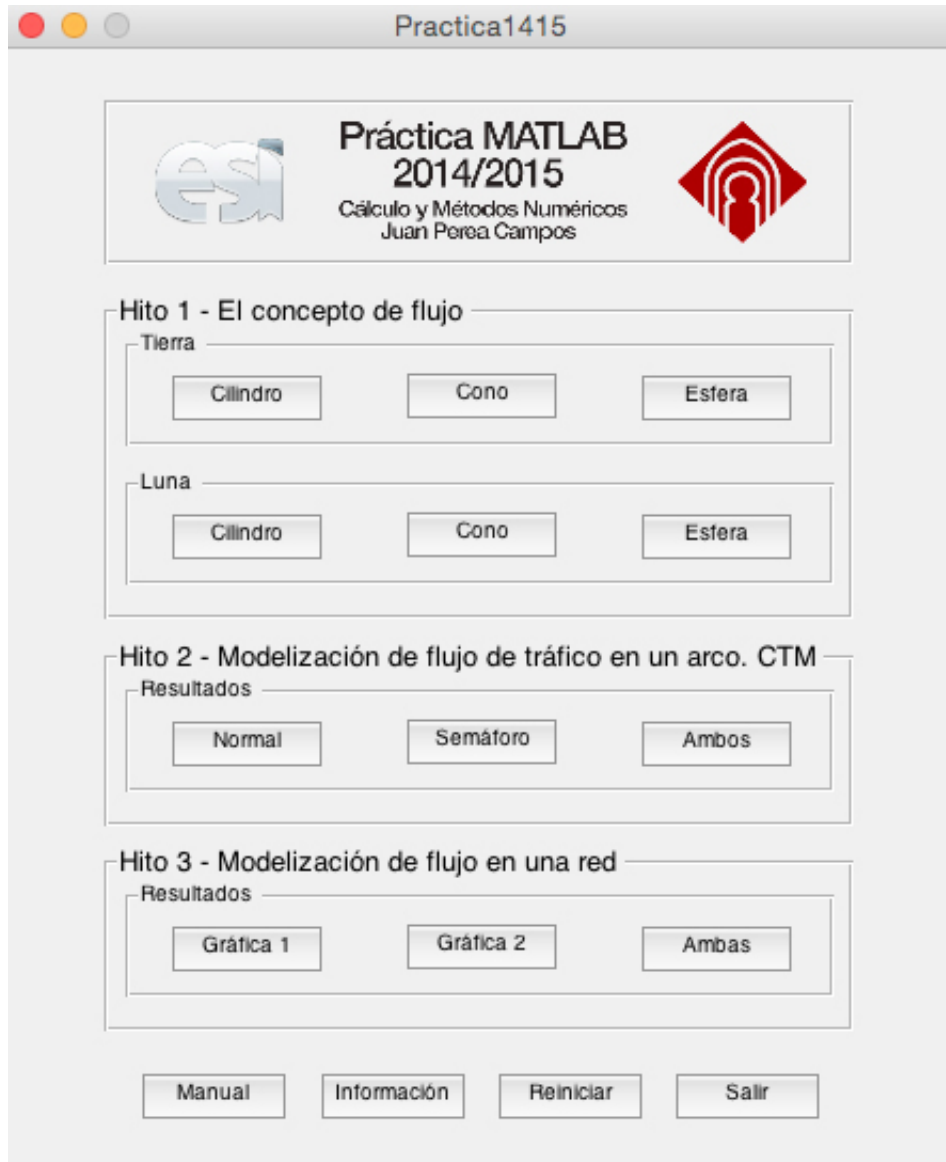 Practica1415
esi
Práctica MATLAB
2014/2015
Cálculo y Métodos Numéricos
Juan Perea Campos
Hito 1 - El concepto de flujo
Tierra
Cilindro
Cono
Esfera
Luna
Cilindro
Cono
Esfera
Hito 2 - Modelización de flujo de tráfico en un arco. CTM
Resultados
Normal
Semáforo
Ambos
Hito 3 - Modelización de flujo en una red
Resultados
Gráfica 1
Gráfica 2
Ambas
Manual
Información
Reiniciar
Salir